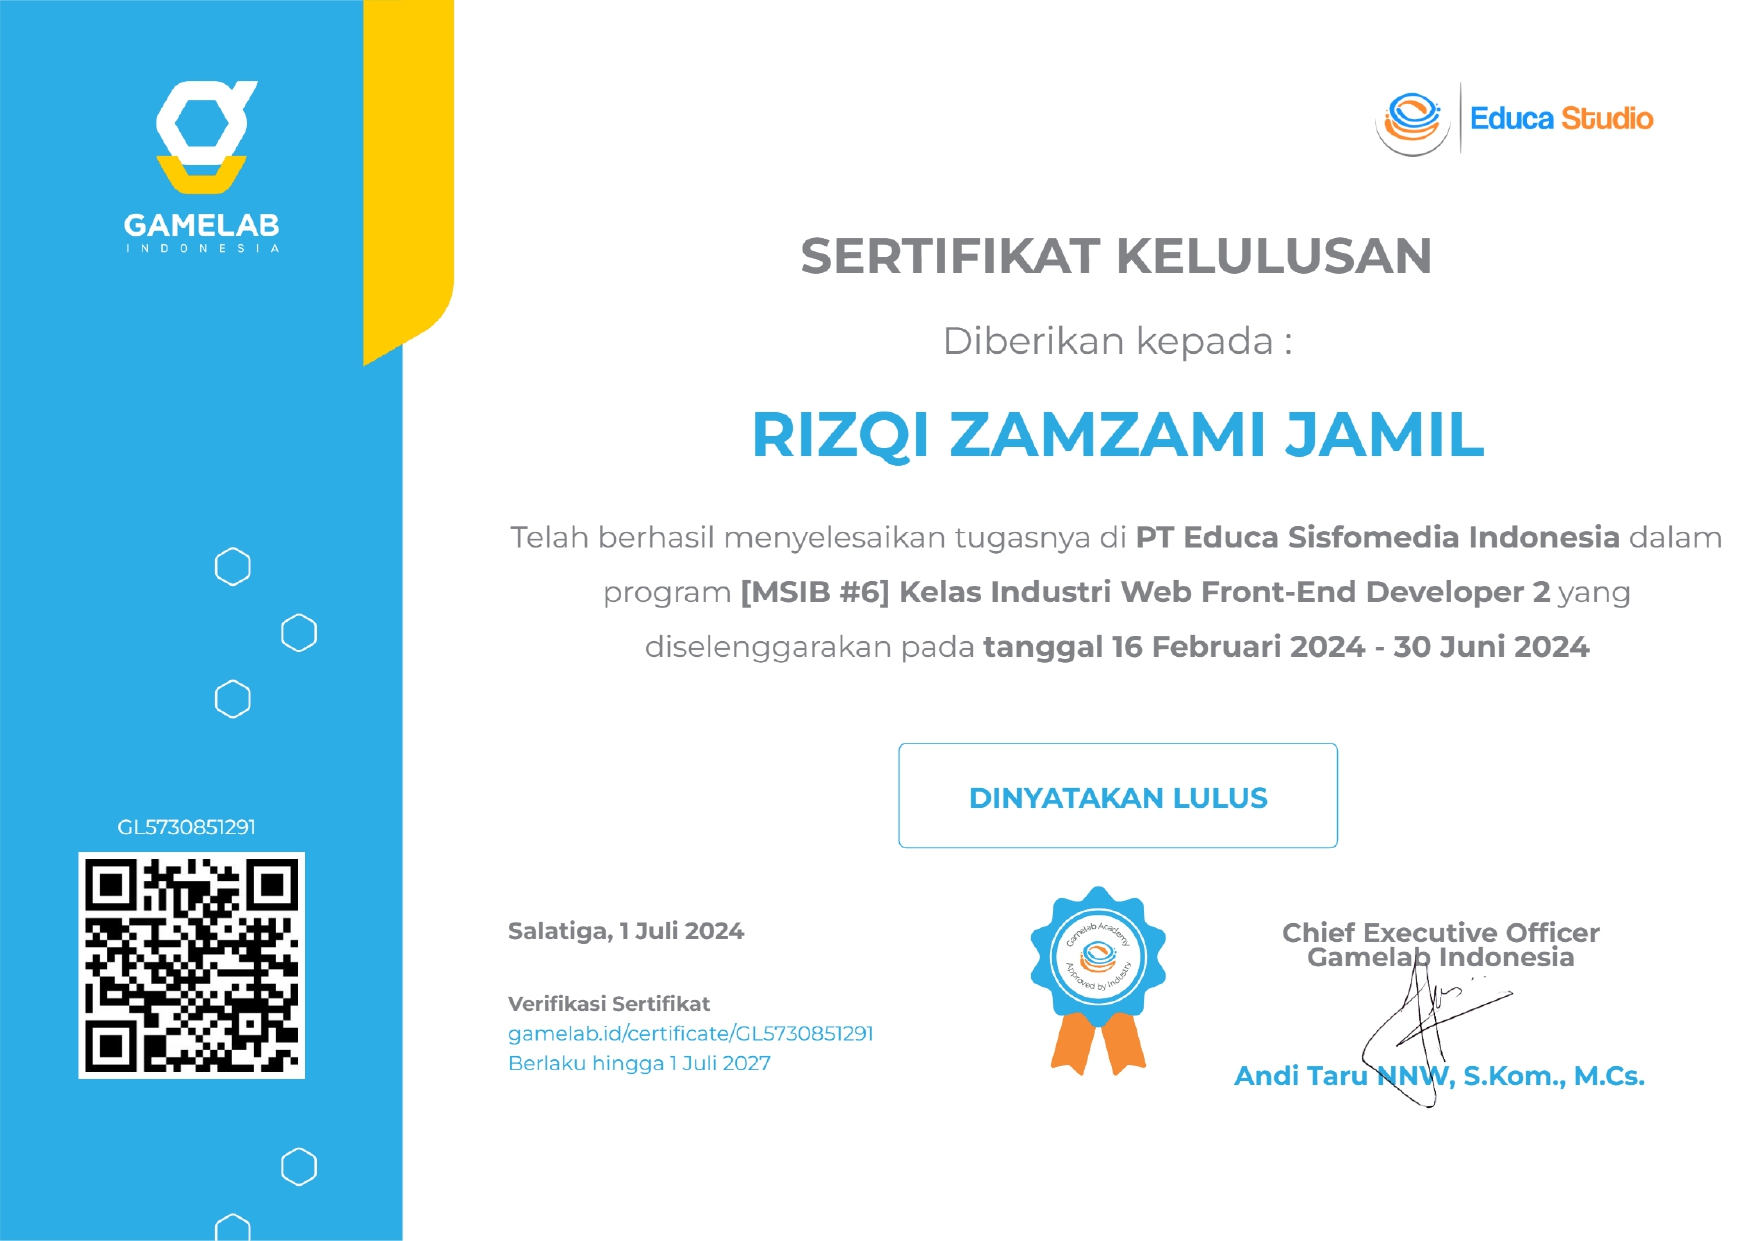 GAMELAB
INDONESIA
Educa Studio
SERTIFIKAT KELULUSAN
Diberikan kepada :
RIZQI ZAMZAMI JAMIL
Telah berhasil menyelesaikan tugasnya di PT Educa Sisfomedia Indonesia dalam
program [MSIB #6] Kelas Industri Web Front-End Developer 2 yang
diselenggarakan pada tanggal 16 Februari 2024 - 30 Juni 2024
DINYATAKAN LULUS
GL5730851291
Salatiga, 1 Juli 2024
Verifikasi Sertifikat
gamelab.id/certificate/GL5730851291
Berlaku hingga 1 Juli 2027
Gamelab Academy
Approved by Industry
Chief Executive Officer
Gamelab Indonesia
Andi Taru NNW, S.Kom., M.Cs.